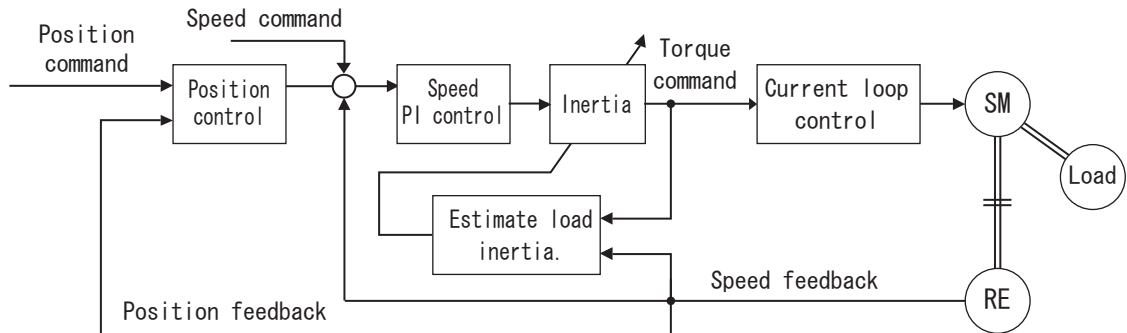 Speed command
Position
command
Position
control
Speed
PI control
Inertia
Torque
command
Current loop
control
SM
Load
Estimate load
inertia.
Position feedback
Speed feedback
RE